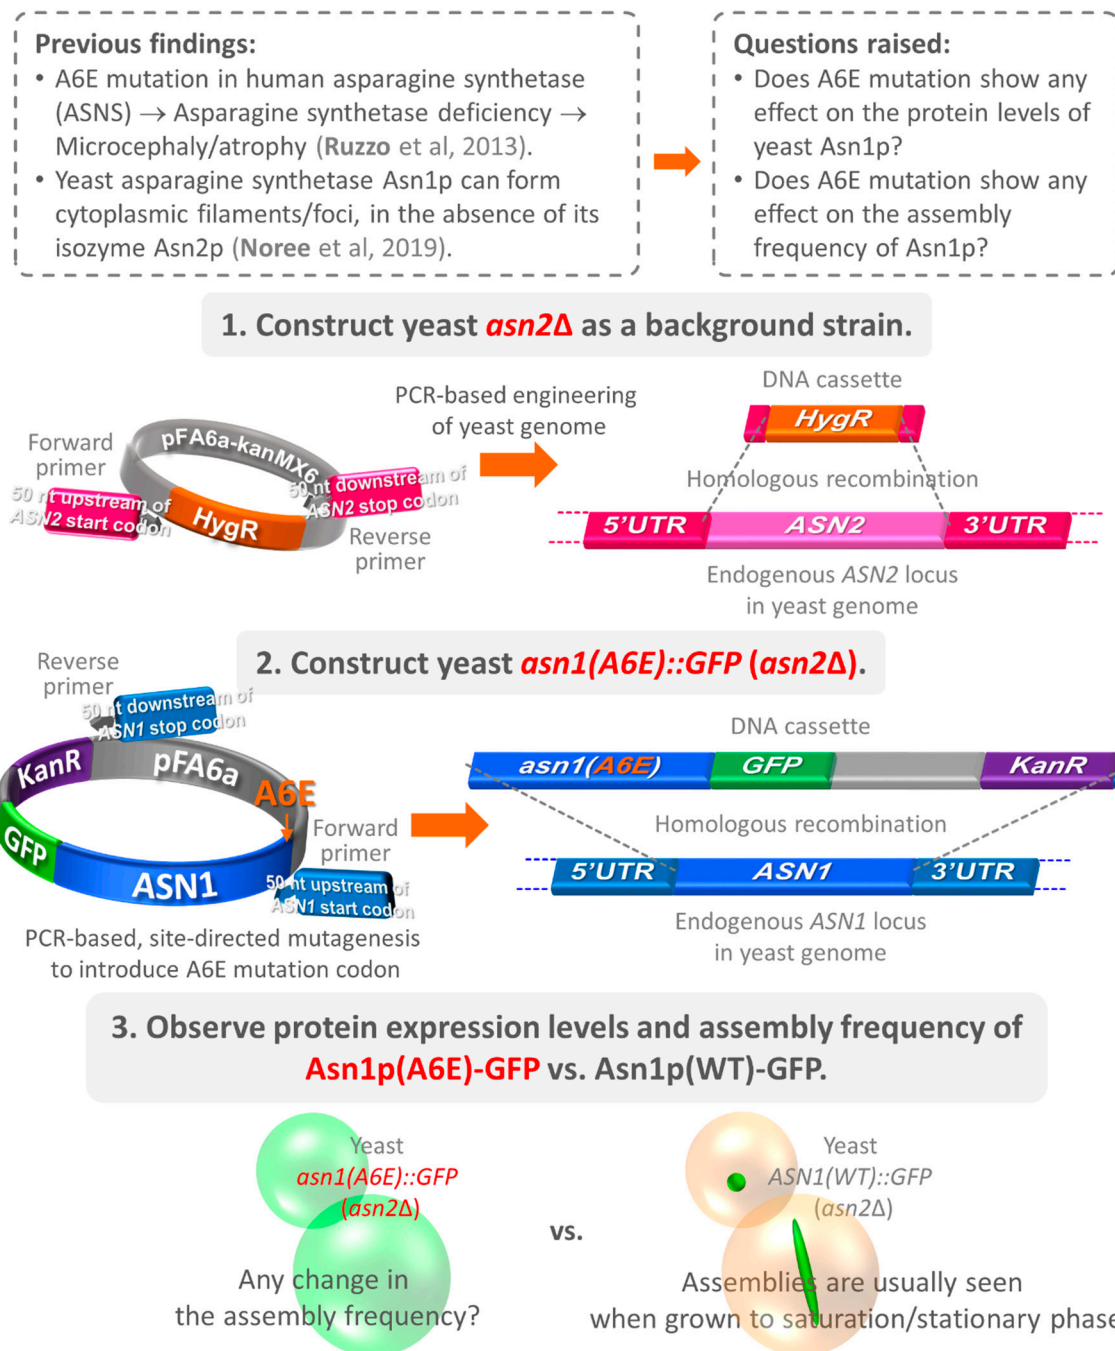 Previous findings:
• A6E mutation in human asparagine synthetase
(ASNS) → Asparagine synthetase deficiency →
Microcephaly/atrophy (Ruzzo et al, 2013).
• Yeast asparagine synthetase Asn1p can form
cytoplasmic filaments/foci, in the absence of its
isozyme Asn2p (Noree et al, 2019).
Questions raised:
• Does A6E mutation show any
effect on the protein levels of
yeast Asn1p?
• Does A6E mutation show any
effect on the assembly
frequency of Asn1p?
1. Construct yeast asn2Δ as a background strain.
Forward
primer
50 nt upstream of
ASN2 start codon
pFA6a-kanMX6
HygR
50 nt downstream of
ASN2 stop codon
Reverse
primer
PCR-based engineering
of yeast genome
DNA cassette
HygR
Homologous recombination
5'UTR
ASN2
3'UTR
Endogenous ASN2 locus
in yeast genome
2. Construct yeast asn1(A6E)::GFP (asn2Δ).
Reverse
primer
50 nt downstream of
ASN1 stop codon
KanR
pFA6a
A6E
GFP
ASN1
Forward
primer
50 nt upstream of
ASN1 start codon
PCR-based, site-directed mutagenesis
to introduce A6E mutation codon
DNA cassette
asn1(A6E)
GFP
KanR
Homologous recombination
5'UTR
ASN1
3'UTR
Endogenous ASN1 locus
in yeast genome
3. Observe protein expression levels and assembly frequency of
Asn1p(A6E)-GFP vs. Asn1p(WT)-GFP.
Yeast
asn1(A6E)::GFP
(asn2Δ)
Any change in
the assembly frequency?
vs.
Yeast
ASN1(WT)::GFP
(asn2Δ)
Assemblies are usually seen
when grown to saturation/stationary phase